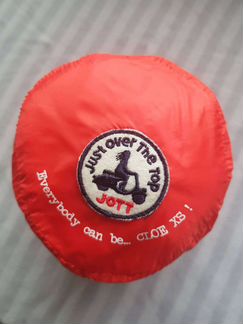 Just Over The Top
JOTT
Everybody can be... CLOE XS !